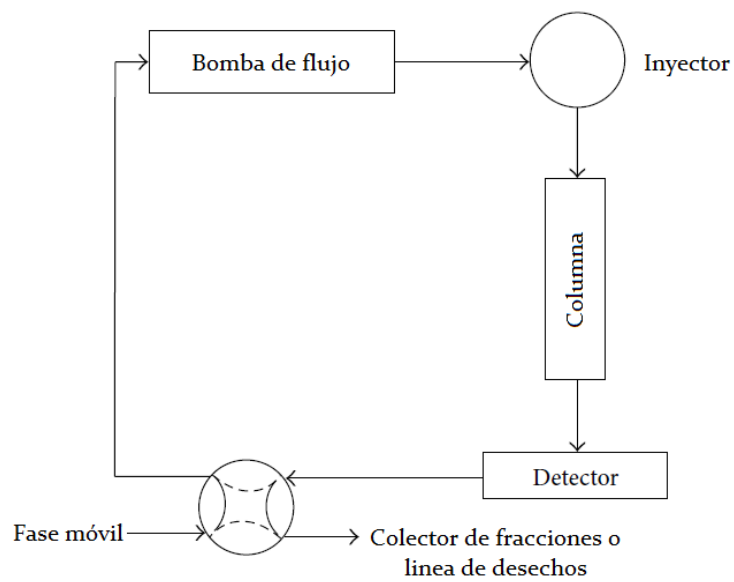 Bomba de flujo
Inyector
Columna
Detector
Fase móvil
Colector de fracciones o
linea de desechos